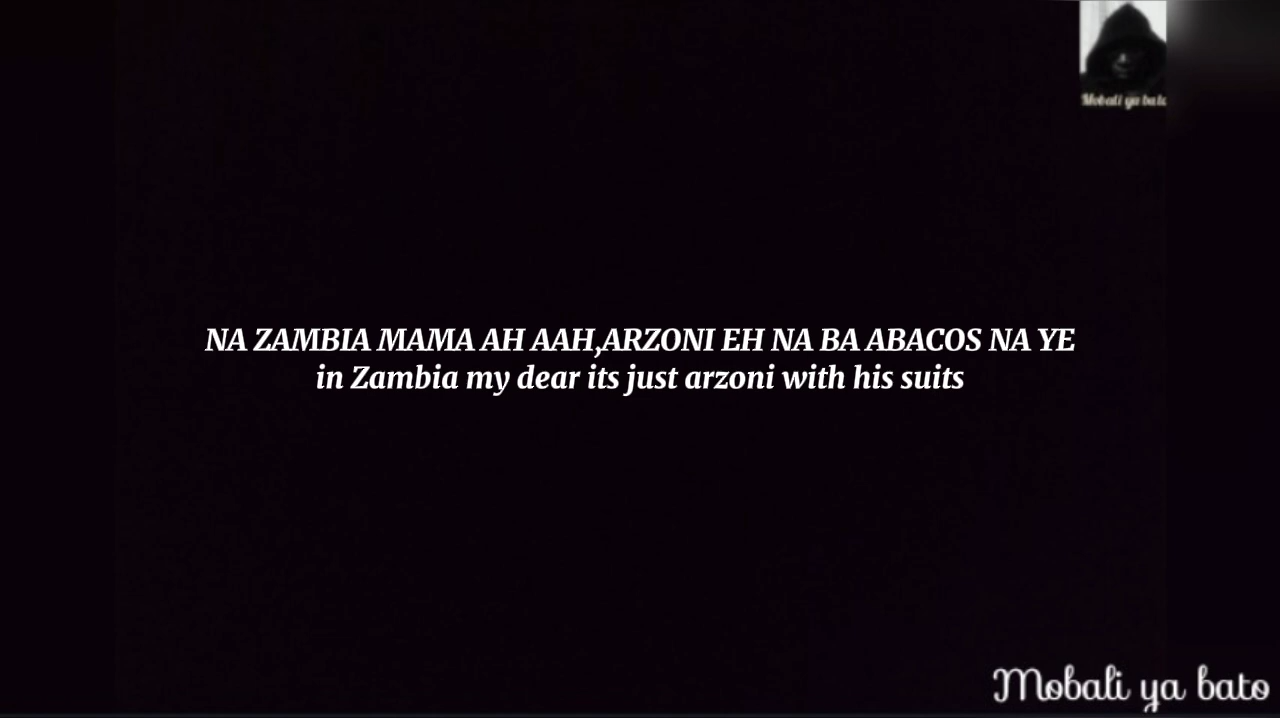 Mobali ya bato
NA ZAMBIA MAMA AH AAH,ARZONI EH NA BA ABACOS NA YE
in Zambia my dear its just arzoni with his suits
Mobali ya bato